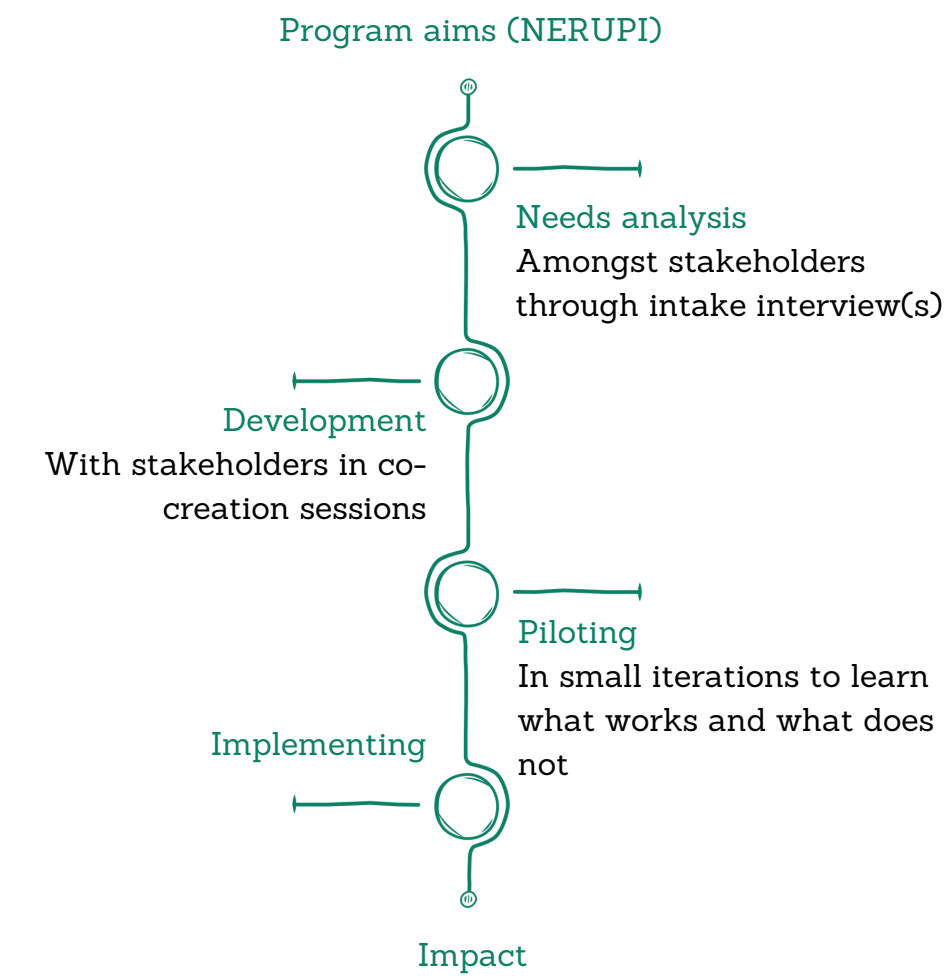 Program aims (NERUPI)
Needs analysis
Amongst stakeholders
through intake interview(s)
Development
With stakeholders in co-
creation sessions
Piloting
In small iterations to learn
what works and what does
not
Implementing
Impact